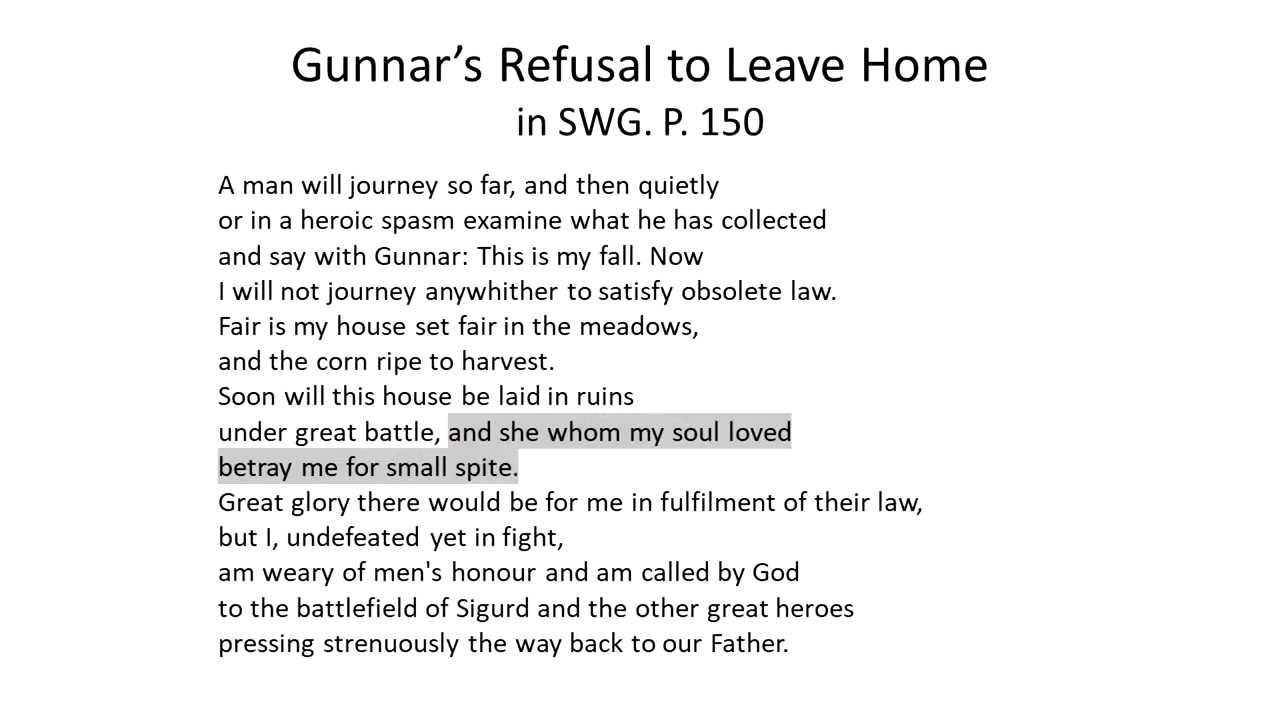 Gunnar’s Refusal to Leave Home
in SWG. P. 150
A man will journey so far, and then quietly
or in a heroic spasm examine what he has collected
and say with Gunnar: This is my fall. Now
I will not journey anywhither to satisfy obsolete law.
Fair is my house set fair in the meadows,
and the corn ripe to harvest.
Soon will this house be laid in ruins
under great battle, and she whom my soul loved
betray me for small spite.
Great glory there would be for me in fulfilment of their law,
but I, undefeated yet in fight,
am weary of men's honour and am called by God
to the battlefield of Sigurd and the other great heroes
pressing strenuously the way back to our Father.